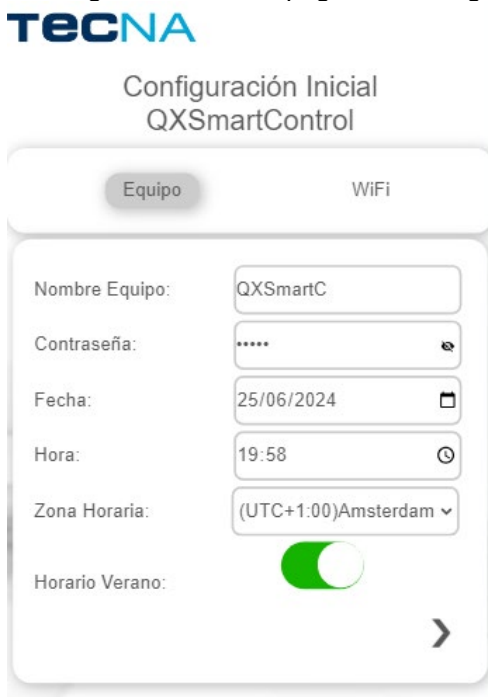 TECNA
Configuración Inicial
QXSmartControl
Equipo WiFi
Nombre Equipo: QXSmartC
Contraseña: •••••
Fecha: 25/06/2024
Hora: 19:58
Zona Horaria: (UTC+1:00)Amsterdam
Horario Verano: